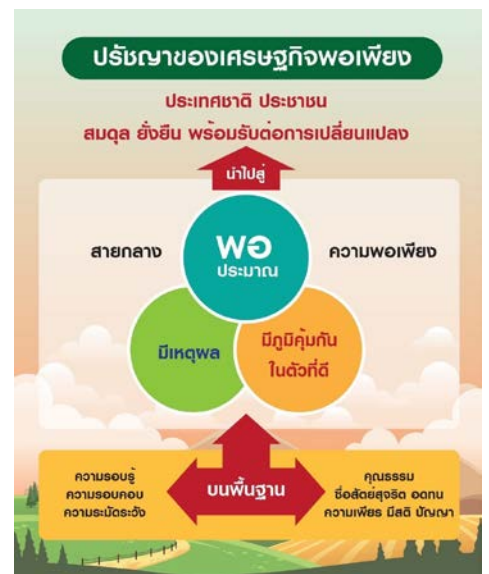 ปรัชญาของเศรษฐกิจพอเพียง
ประเทศชาติ ประชาชน
สมดุล ยั่งยืน พร้อมรับต่อการเปลี่ยนแปลง
นำไปสู่
สายกลาง
พอ
ประมาณ
ความพอเพียง
มีเหตุผล
มีภูมิคุ้มกัน
ในตัวที่ดี
ความรอบรู้
ความรอบคอบ
ความระมัดระวัง
บนพื้นฐาน
คุณธรรม
ซื่อสัตย์สุจริต อดทน
ความเพียร มีสติ ปัญญา